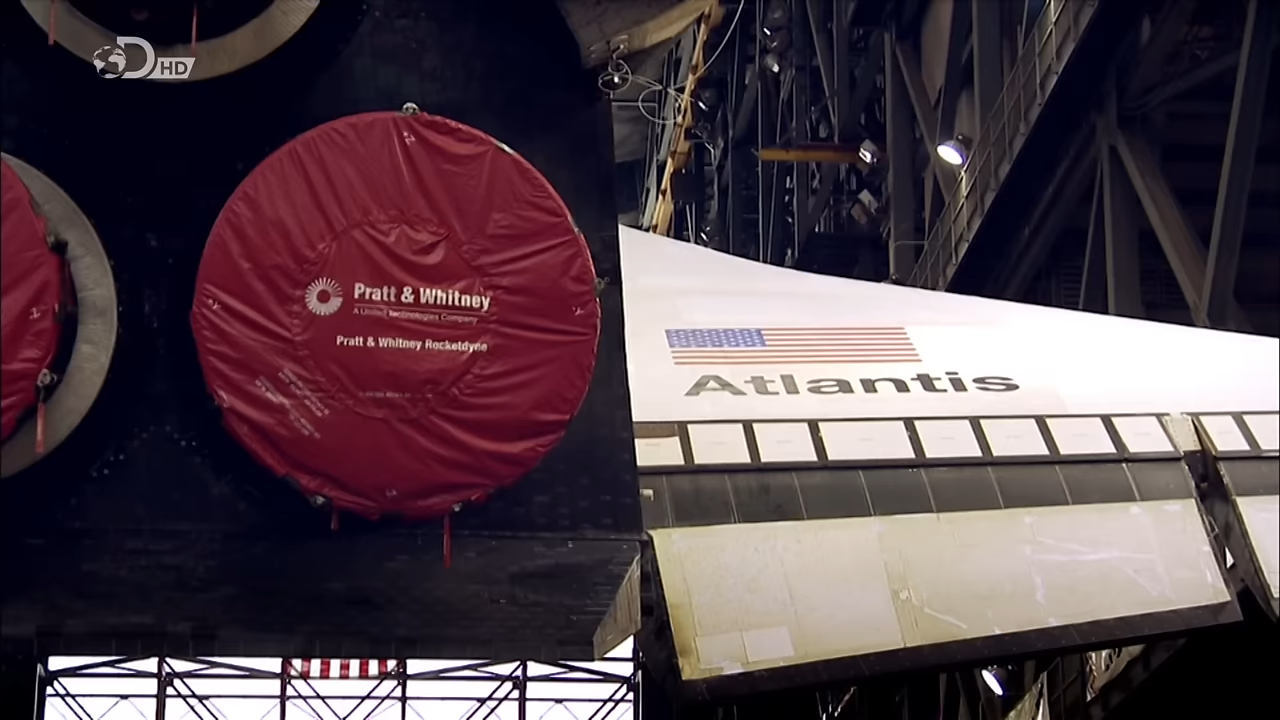 D HD
Pratt & Whitney
A United Technologies Company
Pratt & Whitney Rocketdyne
Atlantis